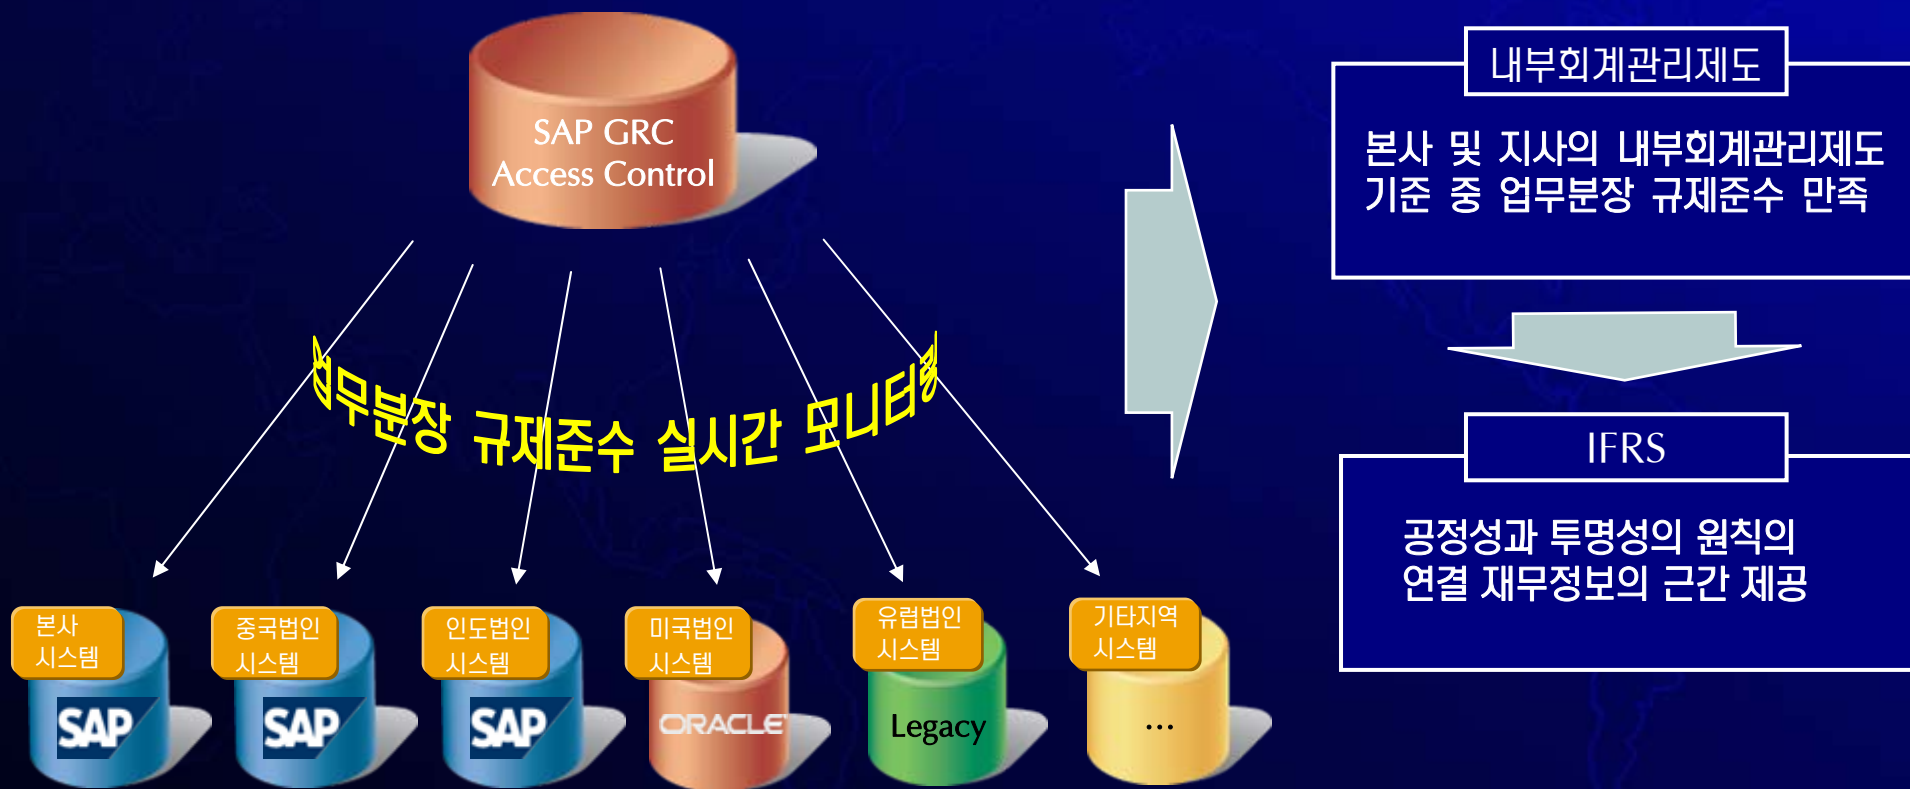 SAP GRC
Access Control
업무분장 규제준수 실시간 모니터링
본사
시스템
SAP
중국법인
시스템
SAP
인도법인
시스템
SAP
미국법인
시스템
ORACLE
유럽법인
시스템
Legacy
기타지역
시스템
...
내부회계관리제도
본사 및 지사의 내부회계관리제도
기준 중 업무분장 규제준수 만족
IFRS
공정성과 투명성의 원칙의
연결 재무정보의 근간 제공